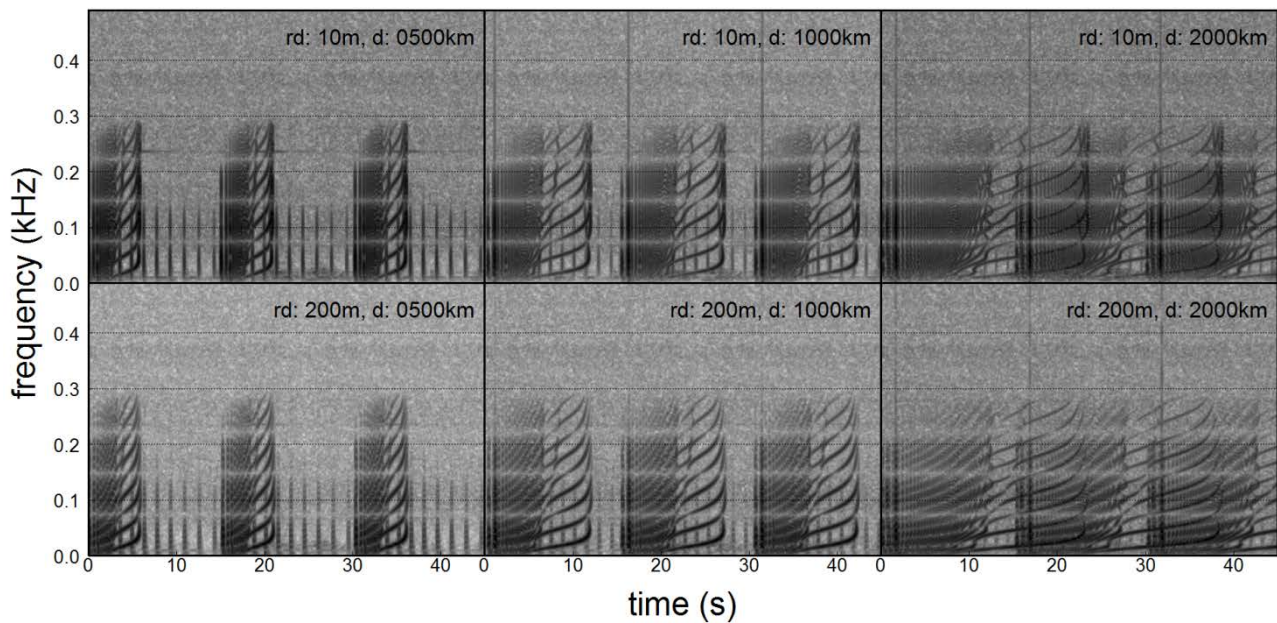 rd: 10m, d: 0500km
rd: 10m, d: 1000km
rd: 10m, d: 2000km
0.4
0.3
0.2
0.1
0.0
rd: 200m, d: 0500km
rd: 200m, d: 1000km
rd: 200m, d: 2000km
0.4
0.3
0.2
0.1
0.0
frequency (kHz)
0 10 20 30 40 0 10 20 30 40 0 10 20 30 40
time (s)